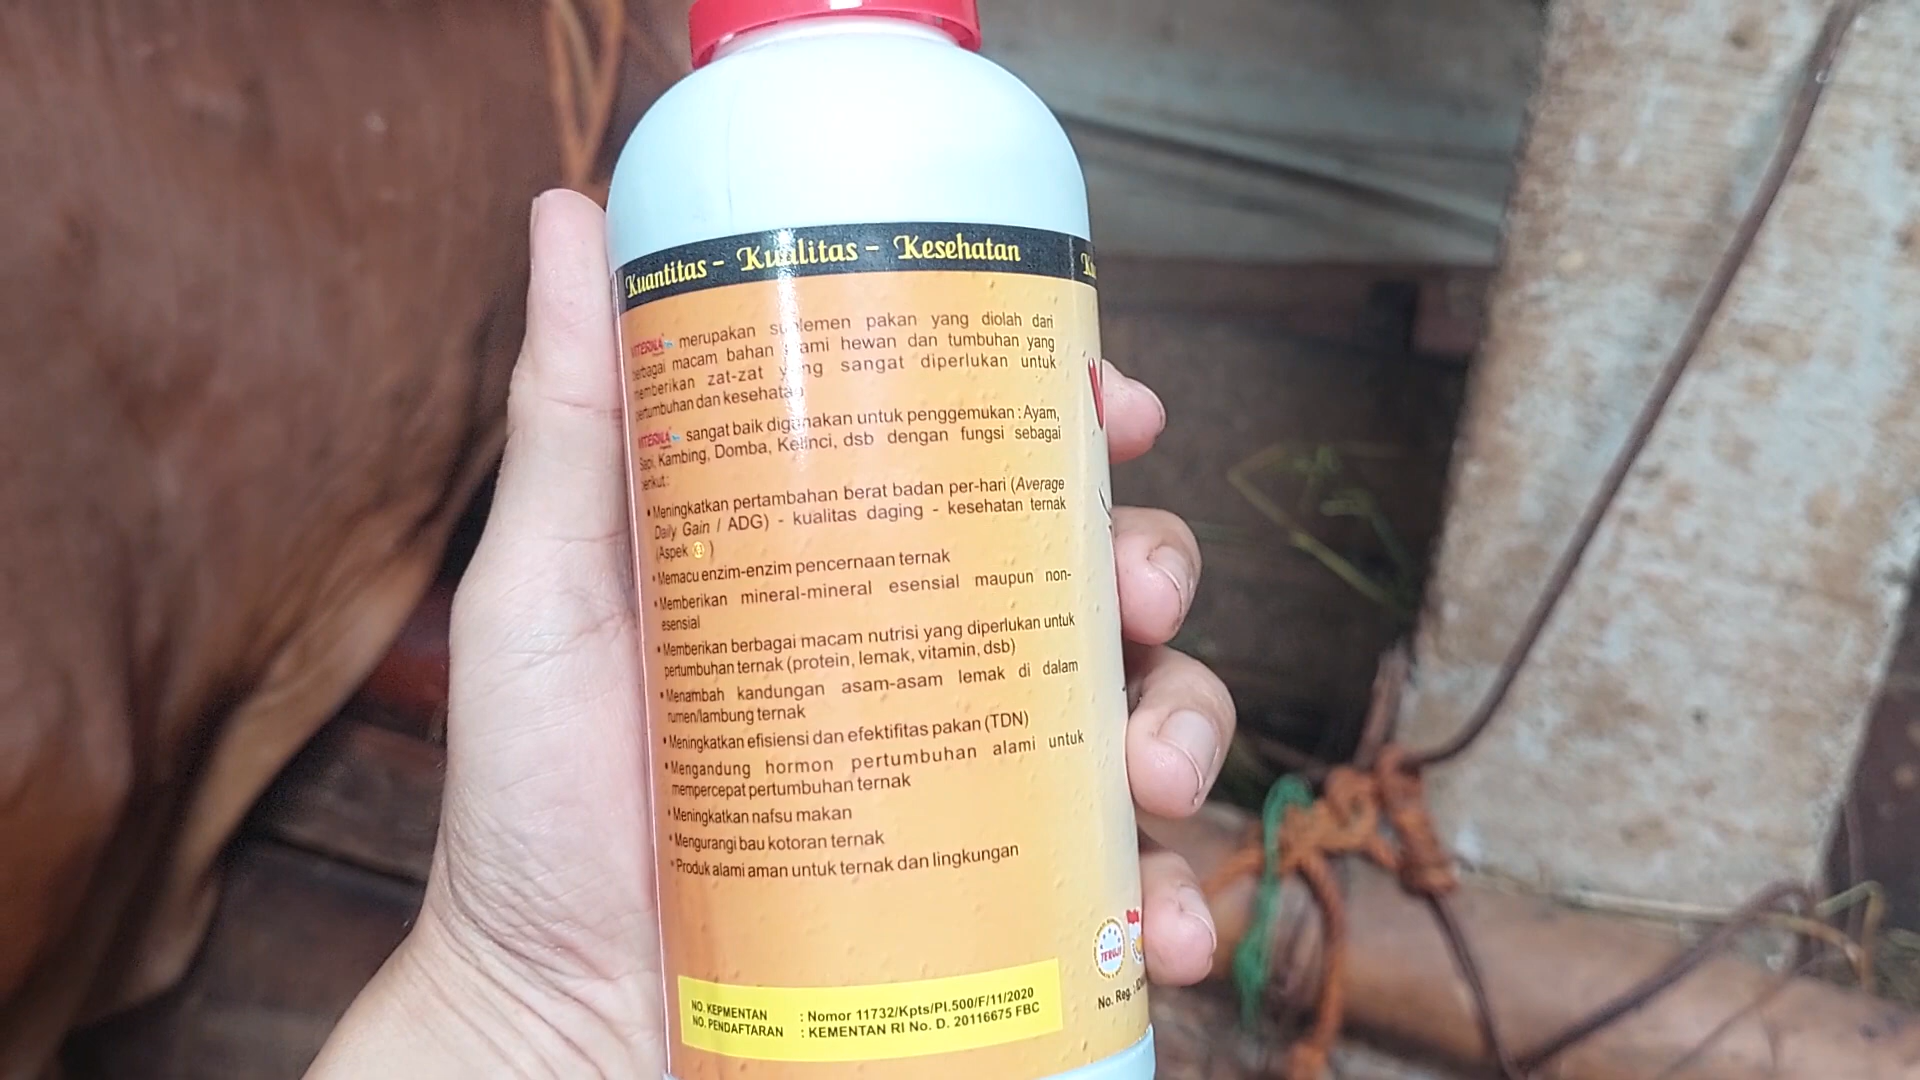 Kuantitas - Kualitas - Kesehatan
VITERNA merupakan suplemen pakan yang diolah dari
berbagai macam bahan alami hewan dan tumbuhan yang
memberikan zat-zat yang sangat diperlukan untuk
pertumbuhan dan kesehatan
VITERNA sangat baik digunakan untuk penggemukan : Ayam,
Sapi, Kambing, Domba, Kelinci, dsb dengan fungsi sebagai
berikut :
• Meningkatkan pertambahan berat badan per-hari (Average
Daily Gain / ADG) - kualitas daging - kesehatan ternak
(Aspek )
• Memacu enzim-enzim pencernaan ternak
• Memberikan mineral-mineral esensial maupun non-
esensial
• Memberikan berbagai macam nutrisi yang diperlukan untuk
pertumbuhan ternak (protein, lemak, vitamin, dsb)
• Menambah kandungan asam-asam lemak di dalam
rumen/lambung ternak
• Meningkatkan efisiensi dan efektifitas pakan (TDN)
• Mengandung hormon pertumbuhan alami untuk
mempercepat pertumbuhan ternak
• Meningkatkan nafsu makan
• Mengurangi bau kotoran ternak
• Produk alami aman untuk ternak dan lingkungan
NO. KEPMENTAN : Nomor 11732/Kpts/PI.500/F/11/2020
NO. PENDAFTARAN : KEMENTAN RI No. D. 20116675 FBC
TERUJI
No. Reg. :